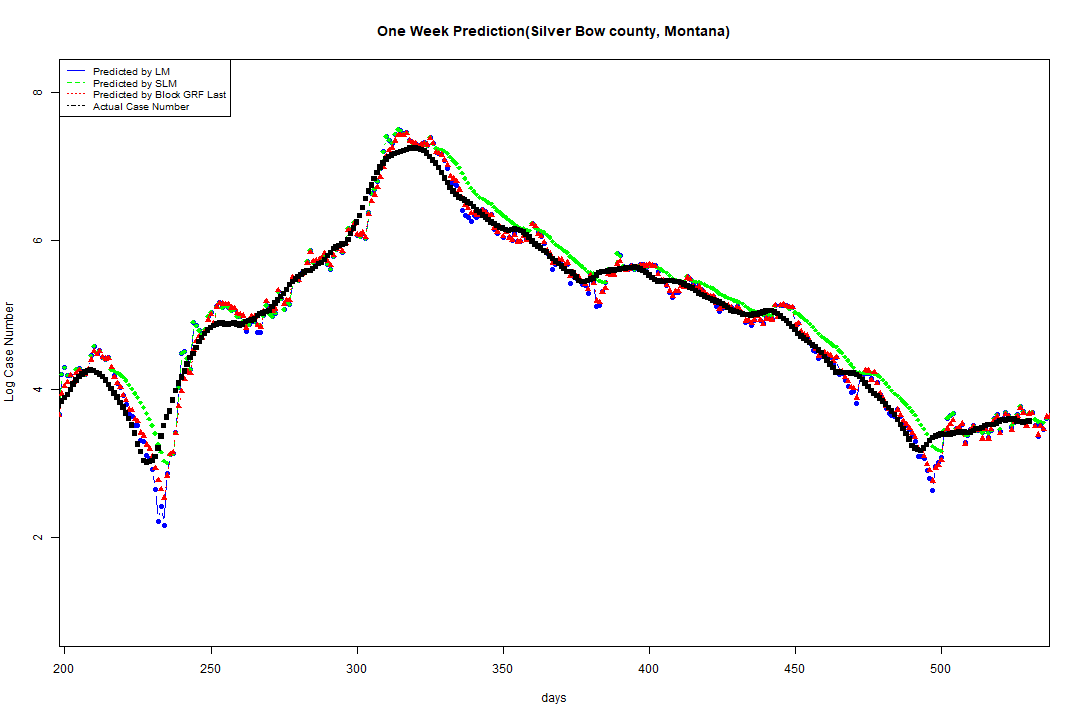 One Week Prediction(Silver Bow county, Montana)
Predicted by LM
Predicted by SLM
Predicted by Block GRF Last
Actual Case Number
8
6
4
2
Log Case Number
200 250 300 350 400 450 500
days